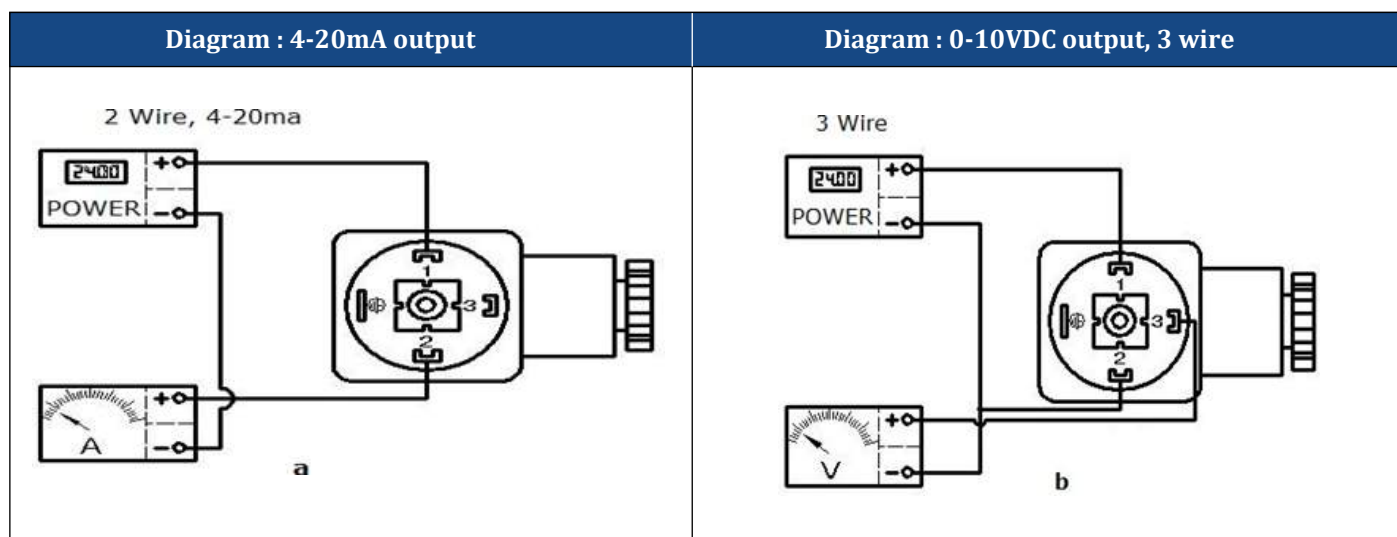 Diagram : 4-20mA output
Diagram : 0-10VDC output, 3 wire
2 Wire, 4-20ma
24.00
+
POWER
-
1
3
2
+
A
-
a
3 Wire
24.00
+
POWER
-
1
3
2
+
V
-
b